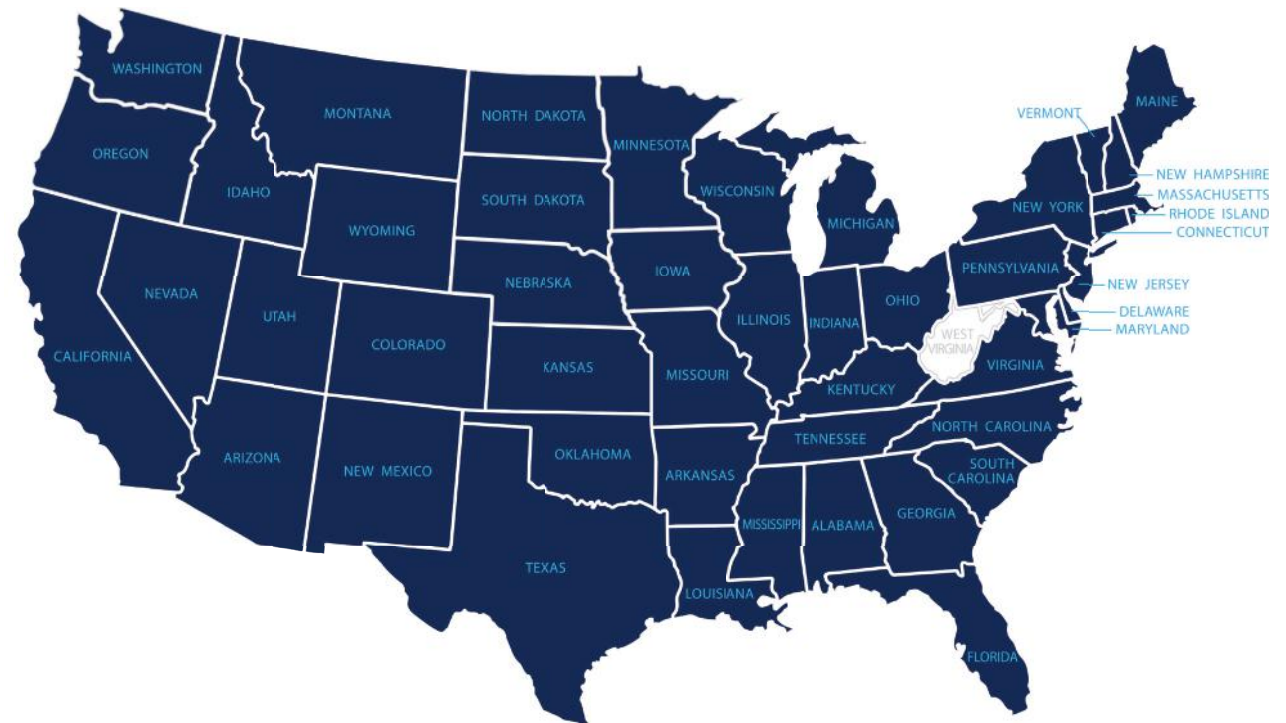 WASHINGTON
MONTANA
NORTH DAKOTA
MINNESOTA
VERMONT
MAINE
OREGON
IDAHO
SOUTH DAKOTA
WISCONSIN
NEW HAMPSHIRE
MASSACHUSETTS
NEW YORK
RHODE ISLAND
CONNECTICUT
WYOMING
MICHIGAN
IOWA
PENNSYLVANIA
NEBRASKA
NEW JERSEY
NEVADA
OHIO
UTAH
ILLINOIS
INDIANA
DELAWARE
MARYLAND
WEST
VIRGINIA
COLORADO
CALIFORNIA
KANSAS
MISSOURI
VIRGINIA
KENTUCKY
NORTH CAROLINA
TENNESSEE
ARIZONA
NEW MEXICO
OKLAHOMA
ARKANSAS
SOUTH
CAROLINA
MISSISSIPPI
ALABAMA
GEORGIA
TEXAS
LOUISIANA
FLORIDA